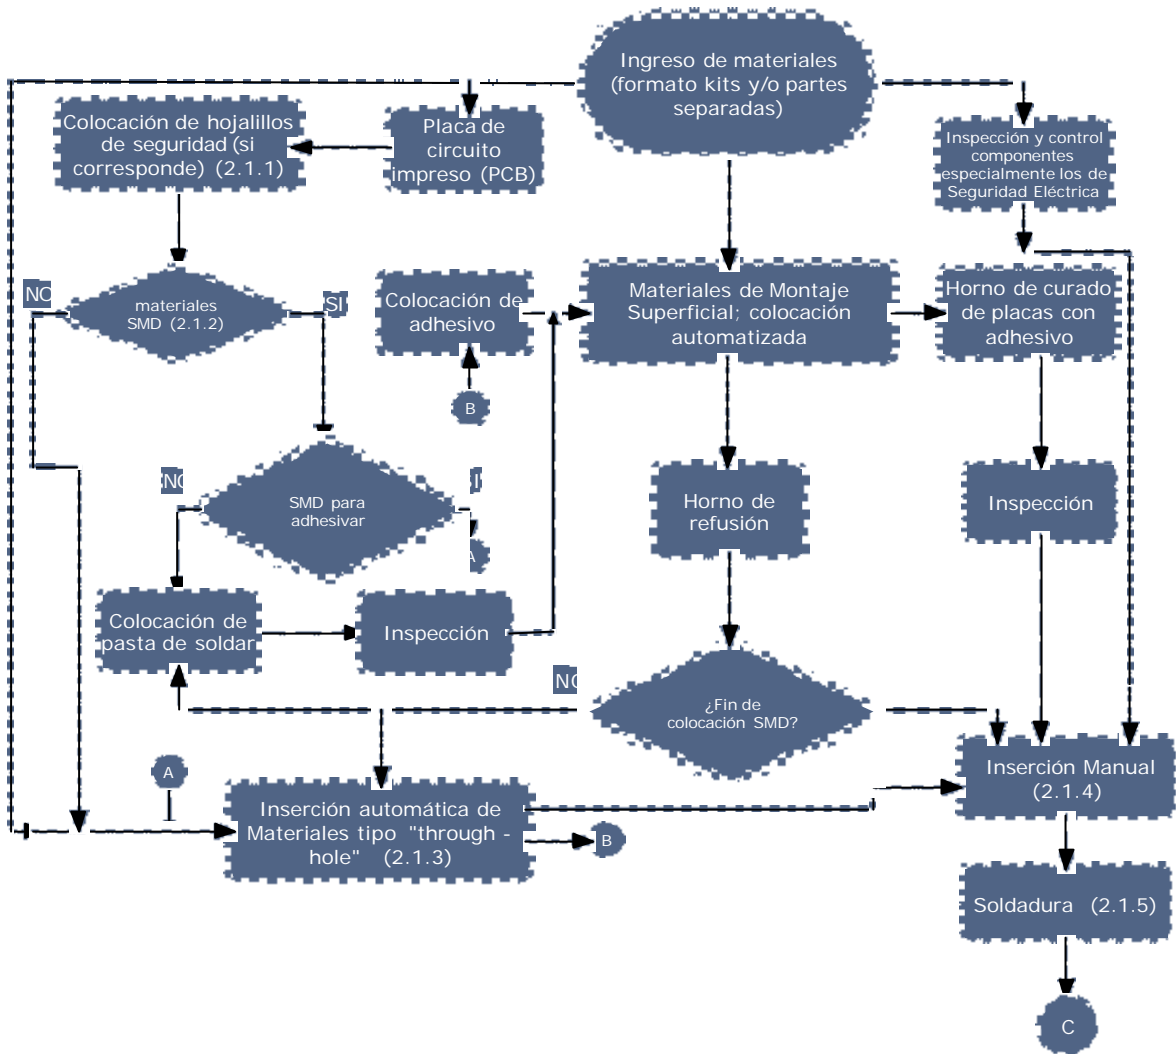 Ingreso de materiales
(formato kits y/o partes
separadas)
Colocación de hojalillos
de seguridad (si
corresponde) (2.1.1)
Placa de
circuito
impreso (PCB)
Inspección y control
componentes
especialmente los de
Seguridad Eléctrica
NO
materiales
SMD (2.1.2)
SI
Colocación de
adhesivo
Materiales de Montaje
Superficial; colocación
automatizada
Horno de curado
de placas con
adhesivo
B
NO
SMD para
adhesivar
SI
A
Horno de
refusión
Inspección
Colocación de
pasta de soldar
Inspección
NO
¿Fin de
colocación SMD?
A
Inserción automática de
Materiales tipo "through -
hole" (2.1.3)
B
Inserción Manual
(2.1.4)
Soldadura (2.1.5)
C